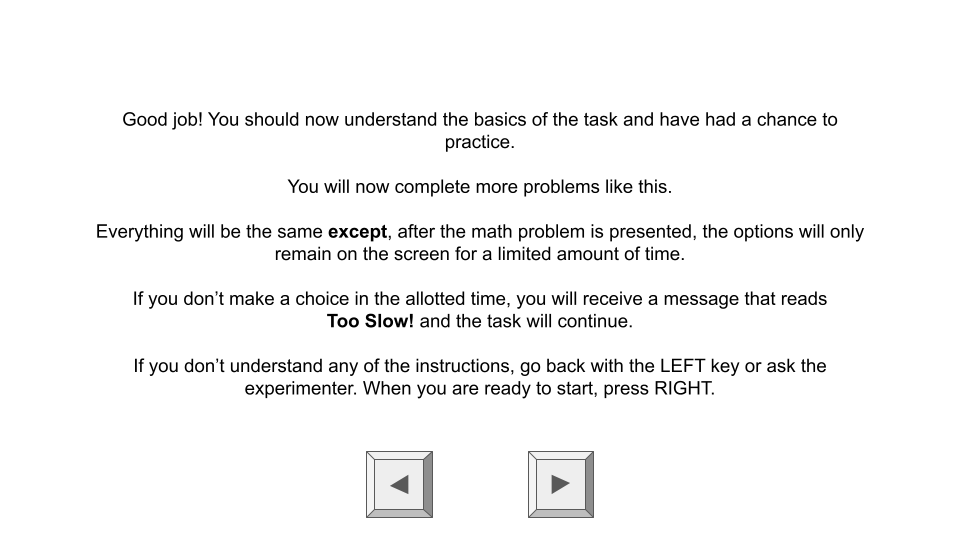 Good job! You should now understand the basics of the task and have had a chance to
practice.
You will now complete more problems like this.
Everything will be the same except, after the math problem is presented, the options will only
remain on the screen for a limited amount of time.
If you don’t make a choice in the allotted time, you will receive a message that reads
Too Slow! and the task will continue.
If you don’t understand any of the instructions, go back with the LEFT key or ask the
experimenter. When you are ready to start, press RIGHT.